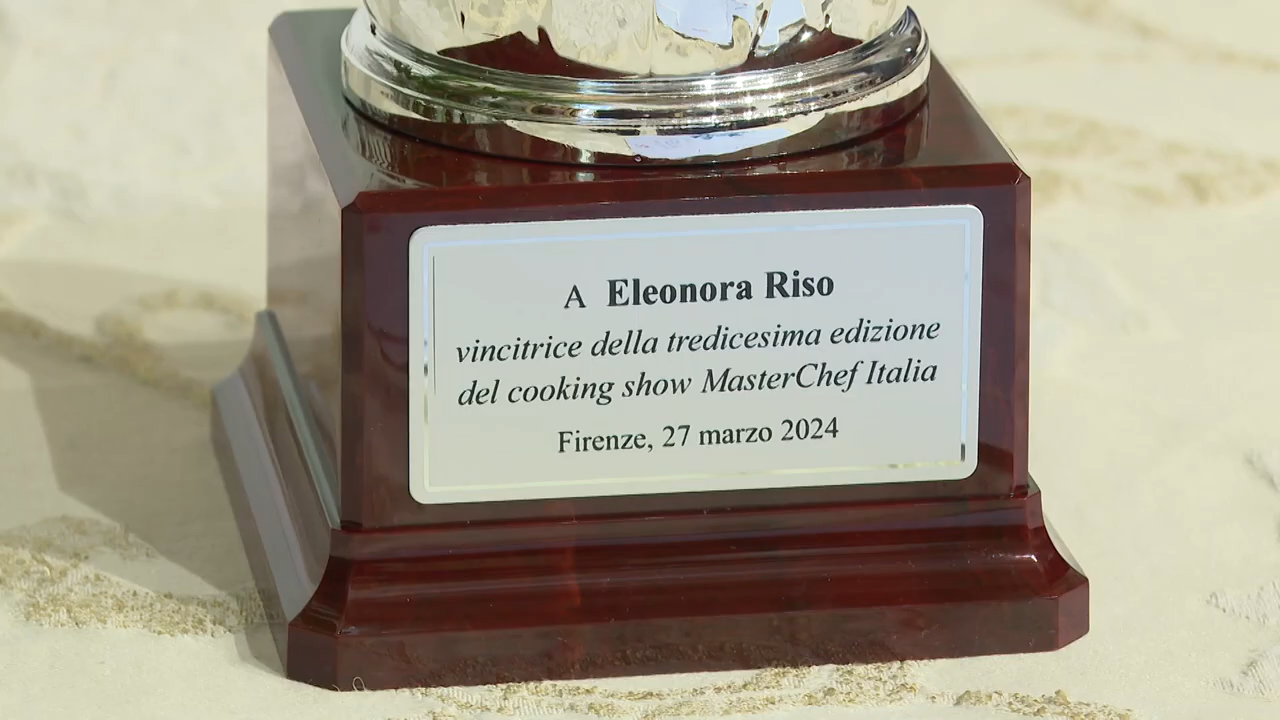 A Eleonora Riso
vincitrice della tredicesima edizione
del cooking show MasterChef Italia
Firenze, 27 marzo 2024